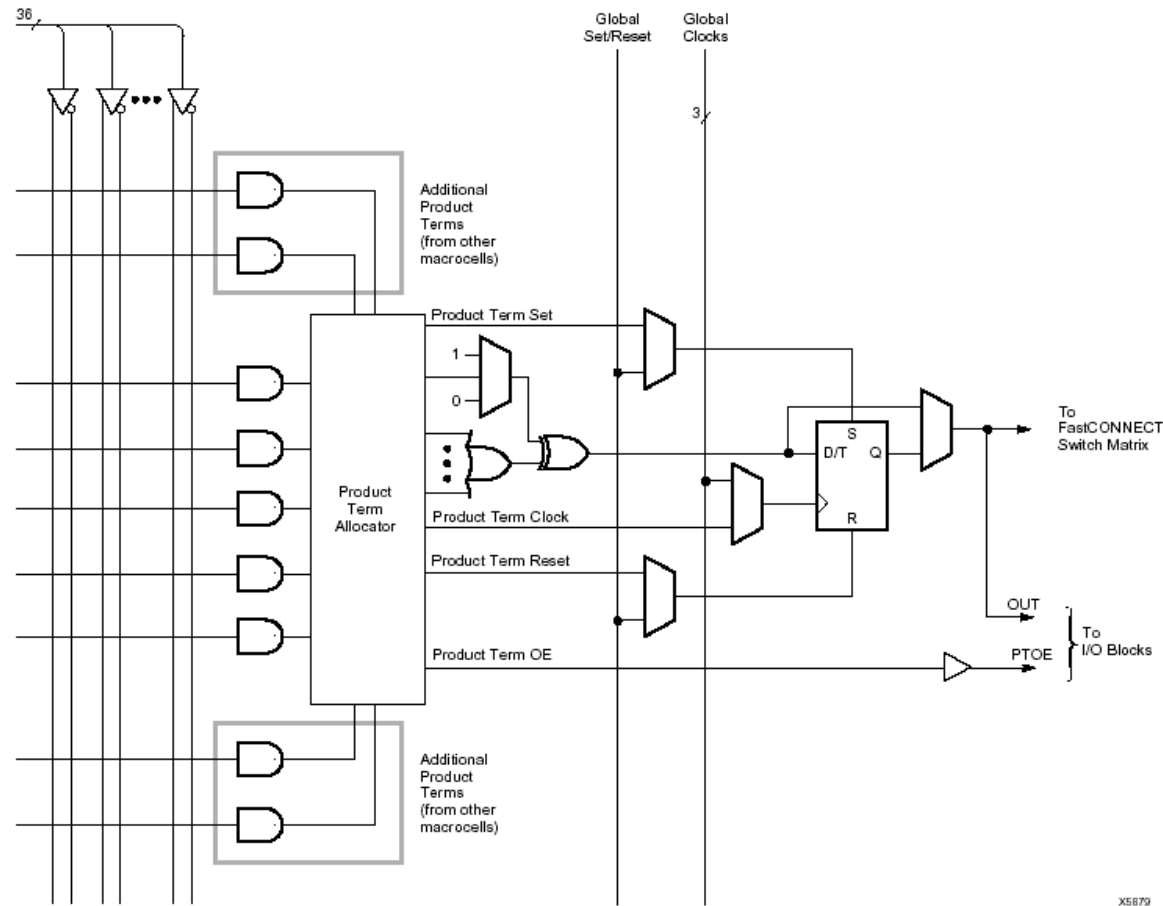 36
Global
Set/Reset
Global
Clocks
3
Additional
Product
Terms
(from other
macrocells)
Product Term Set
1
0
Product
Term
Allocator
S
D/T
Q
R
To
FastCONNECT
Switch Matrix
Product Term Clock
Product Term Reset
OUT
To
I/O Blocks
PTOE
Product Term OE
Additional
Product
Terms
(from other
macrocells)
X5879